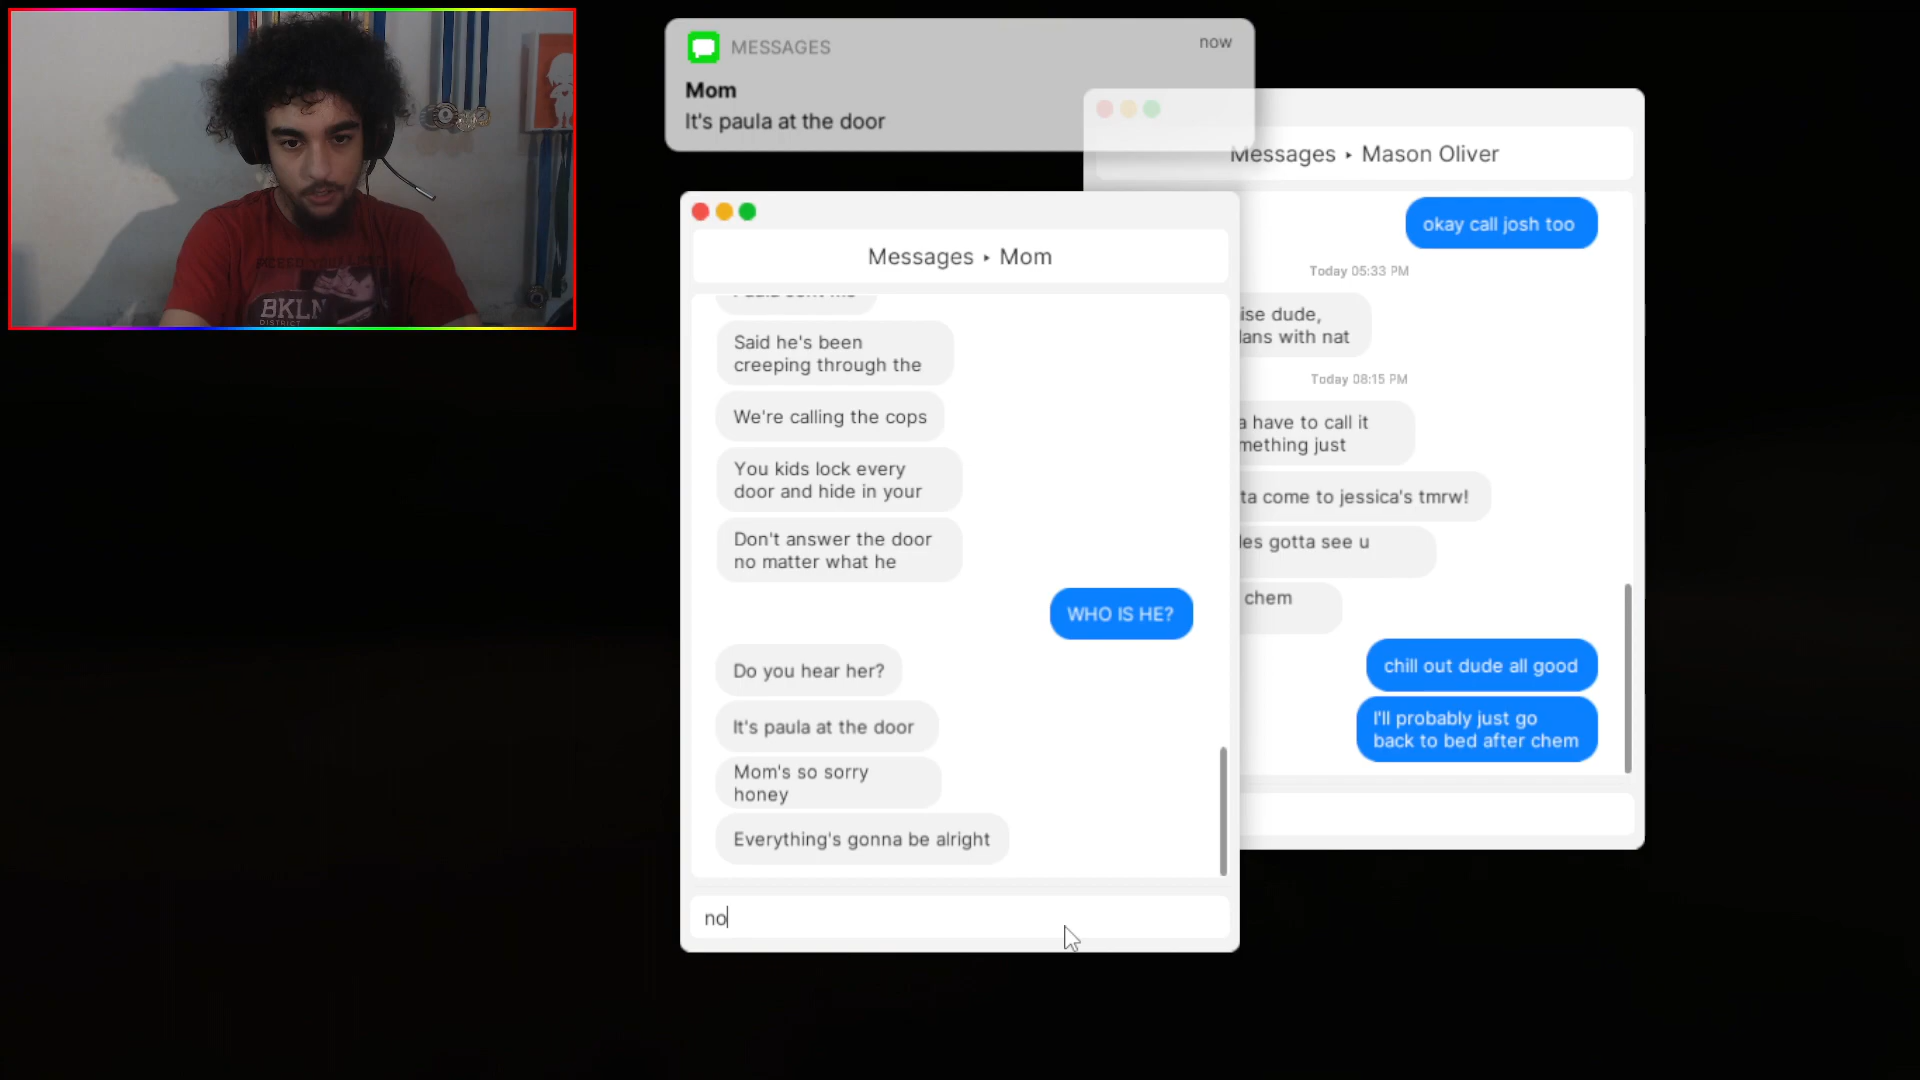 MESSAGES
now
Mom
It's paula at the door
Messages ▸ Mason Oliver
okay call josh too
Today 05:33 PM
dude,
with nat
Today 08:15 PM
have to call it
just
come to jessica's tmrw!
gotta see u
chem
chill out dude all good
I'll probably just go
back to bed after chem
Messages ▸ Mom
Said he's been
creeping through the
We're calling the cops
You kids lock every
door and hide in your
Don't answer the door
no matter what he
WHO IS HE?
Do you hear her?
It's paula at the door
Mom's so sorry
honey
Everything's gonna be alright
no
BKLN
DISTRICT